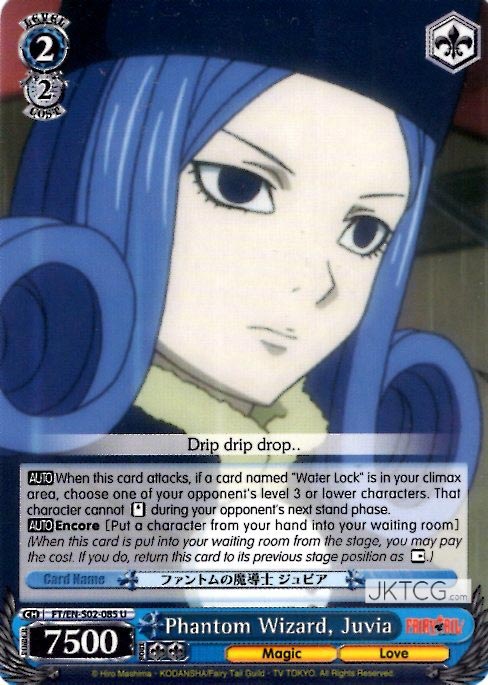 LEVEL
2
2
COST
Drip drip drop..
AUTO When this card attacks, if a card named "Water Lock" is in your climax
area, choose one of your opponent's level 3 or lower characters. That
character cannot during your opponent's next stand phase.
AUTO Encore [Put a character from your hand into your waiting room]
(When this card is put into your waiting room from the stage, you may pay
the cost. If you do, return this card to its previous stage position as .)
Card Name ファントムの魔導士 ジュビア
JKTCG.com
CH FT/EN-S02-085 U
POWER 7500 SOUL
Phantom Wizard, Juvia
FAIRY TAIL
Magic Love
© Hiro Mashima・KODANSHA/Fairy Tail Guild・TV TOKYO. All Rights Reserved.